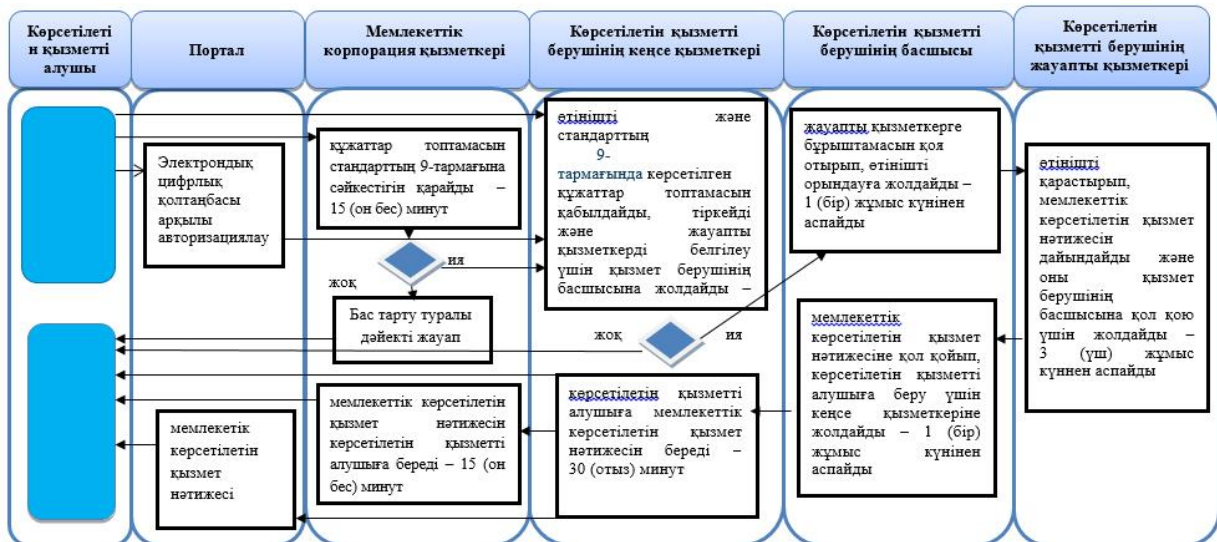 Көрсетілеті
н қызметті
алушы
Портал
Мемлекеттік
корпорация қызметкері
Көрсетілетін қызметті
берушінің кеңсе қызметкері
Көрсетілетін қызметті
берушінің басшысы
Көрсетілетін
қызметті берушінің
жауапты қызметкері
Электрондық
цифрлық
қолтаңбасы
арқылы
авторизациялау
құжаттар топтамасын
стандарттың 9-тармағына
сәйкестігін қарайды –
15 (он бес) минут
өтінішті және
стандарттың
9-
тармағында көрсетілген
құжаттар топтамасын
қабылдайды, тіркейді
және жауапты
қызметкерді белгілеу
үшін қызмет берушінің
басшысына жолдайды –
жауапты қызметкерге
бұрыштамасын қоя
отырып, өтінішті
орындауға жолдайды –
1 (бір) жұмыс күнінен
аспайды
өтінішті
қарастырып,
мемлекеттік
көрсетілетін қызмет
нәтижесін
дайындайды және
оны қызмет
берушінің
басшысына қол қою
үшін жолдайды –
3 (үш) жұмыс
күннен аспайды
ия
жоқ
Бас тарту туралы
дәйекті жауап
жоқ
ия
мемлекеттік
көрсетілетін қызмет
нәтижесіне қол қойып,
көрсетілетін қызметті
алушыға беру үшін
кеңсе қызметкеріне
жолдайды – 1 (бір)
жұмыс күнінен
аспайды
көрсетілетін қызметті
алушыға мемлекеттік
көрсетілетін қызмет
нәтижесін береді –
30 (отыз) минут
мемлекеттік көрсетілетін
қызмет нәтижесін
көрсетілетін қызметті
алушыға береді – 15 (он
бес) минут
мемлекетік
көрсетілетін
қызмет
нәтижесі